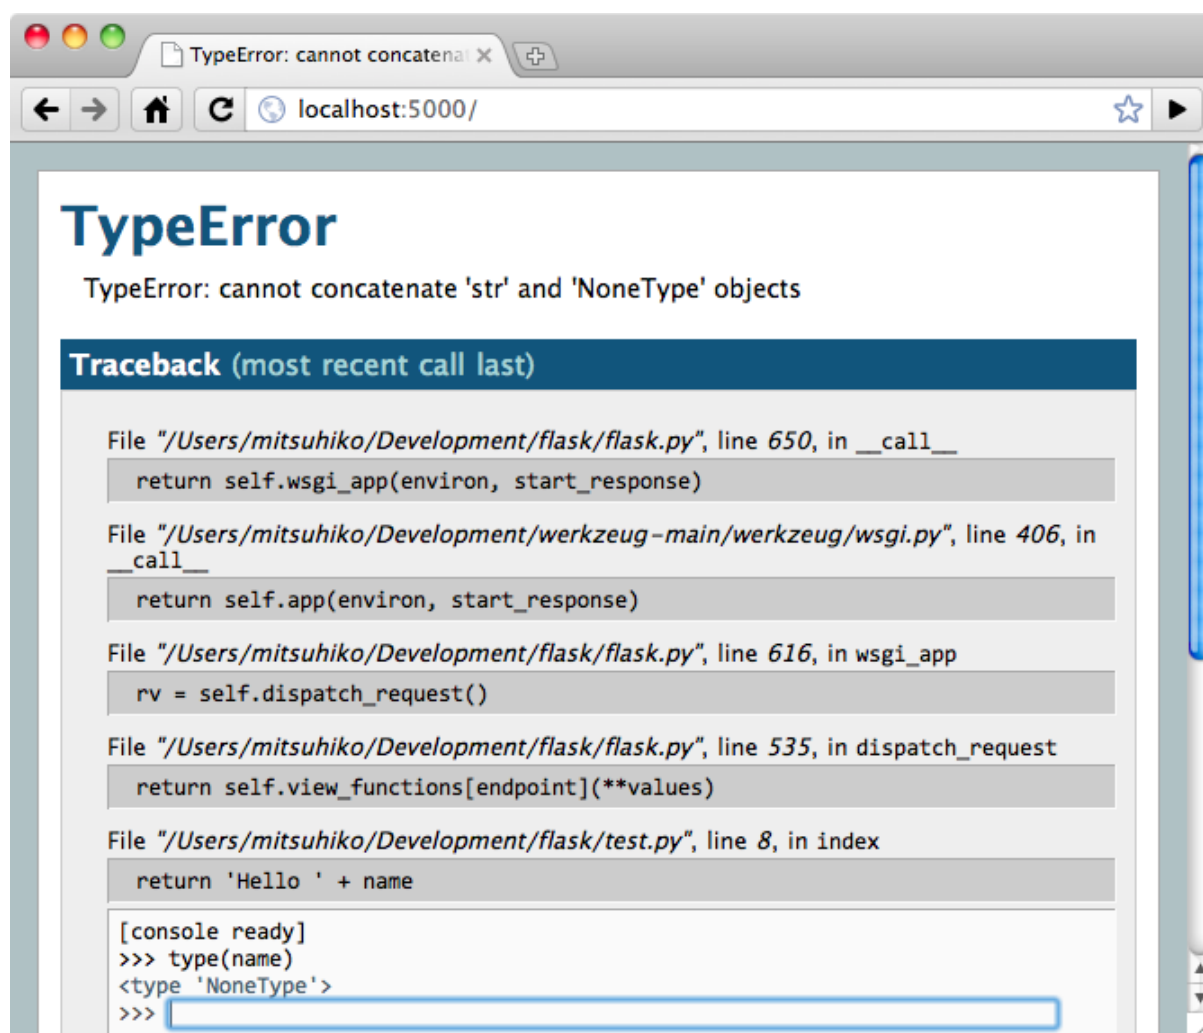 TypeError: cannot concatena
localhost:5000/
TypeError
TypeError: cannot concatenate 'str' and 'NoneType' objects
Traceback (most recent call last)
File "/Users/mitsuhiko/Development/flask/flask.py", line 650, in __call__
return self.wsgi_app(environ, start_response)
File "/Users/mitsuhiko/Development/werkzeug-main/werkzeug/wsgi.py", line 406, in
__call__
return self.app(environ, start_response)
File "/Users/mitsuhiko/Development/flask/flask.py", line 616, in wsgi_app
rv = self.dispatch_request()
File "/Users/mitsuhiko/Development/flask/flask.py", line 535, in dispatch_request
return self.view_functions[endpoint](**values)
File "/Users/mitsuhiko/Development/flask/test.py", line 8, in index
return 'Hello ' + name
[console ready]
>>> type(name)
<type 'NoneType'>
>>>